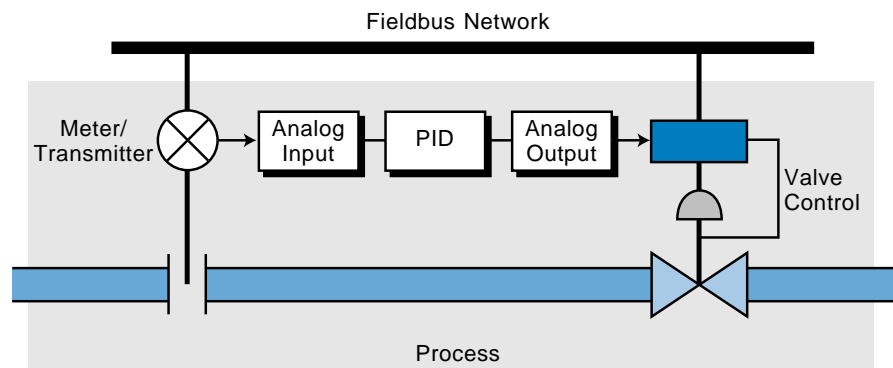 Fieldbus Network
Meter/
Transmitter
Analog
Input
PID
Analog
Output
Valve
Control
Process